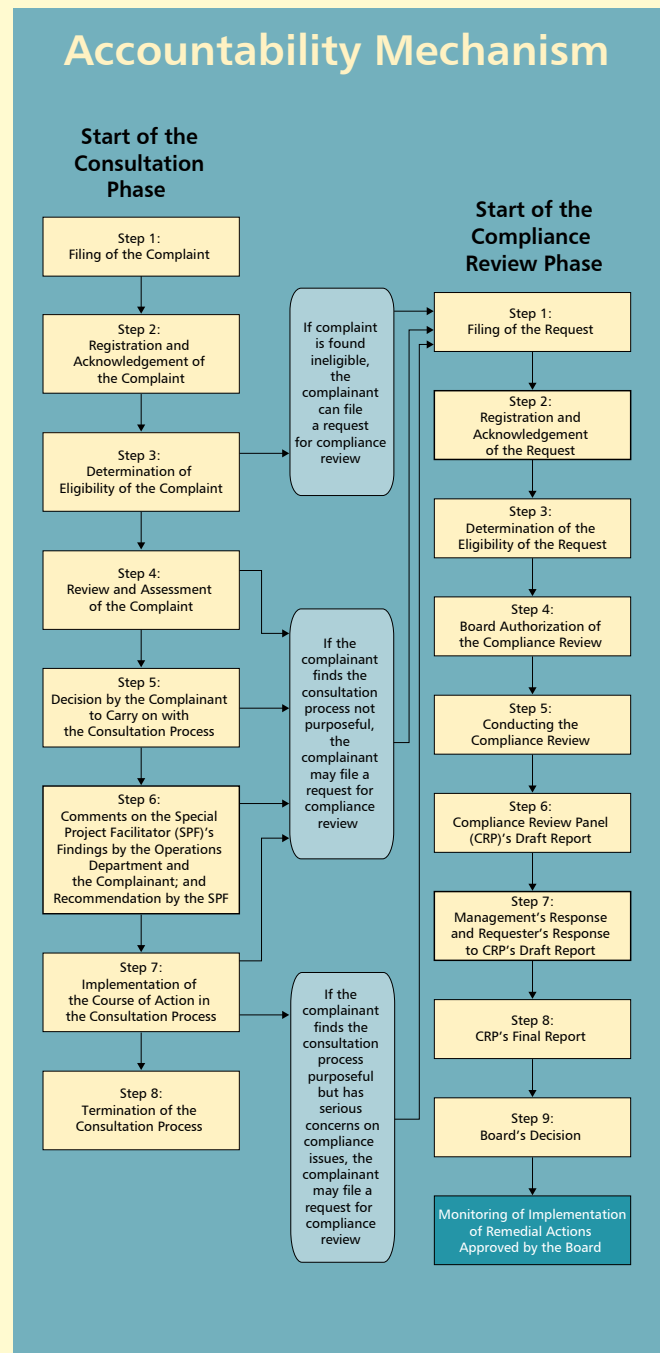 Accountability Mechanism
Start of the
Consultation
Phase
Step 1:
Filing of the Complaint
Step 2:
Registration and
Acknowledgement of
the Complaint
Step 3:
Determination of
Eligibility of the Complaint
Step 4:
Review and Assessment
of the Complaint
Step 5:
Decision by the Complainant
to Carry on with
the Consultation Process
Step 6:
Comments on the Special
Project Facilitator (SPF)'s
Findings by the Operations
Department and
the Complainant; and
Recommendation by the SPF
Step 7:
Implementation of
the Course of Action in
the Consultation Process
Step 8:
Termination of the
Consultation Process
If complaint
is found
ineligible,
the
complainant
can file
a request
for compliance
review
If the
complainant
finds the
consultation
process not
purposeful,
the
complainant
may file a
request for
compliance
review
If the
complainant
finds the
consultation
process
purposeful
but has
serious
concerns on
compliance
issues, the
complainant
may file a
request for
compliance
review
Start of the
Compliance
Review Phase
Step 1:
Filing of the Request
Step 2:
Registration and
Acknowledgement
of the Request
Step 3:
Determination of the
Eligibility of the Request
Step 4:
Board Authorization of
the Compliance Review
Step 5:
Conducting the
Compliance Review
Step 6:
Compliance Review Panel
(CRP)'s Draft Report
Step 7:
Management's Response
and Requester's Response
to CRP's Draft Report
Step 8:
CRP's Final Report
Step 9:
Board's Decision
Monitoring of Implementation
of Remedial Actions
Approved by the Board